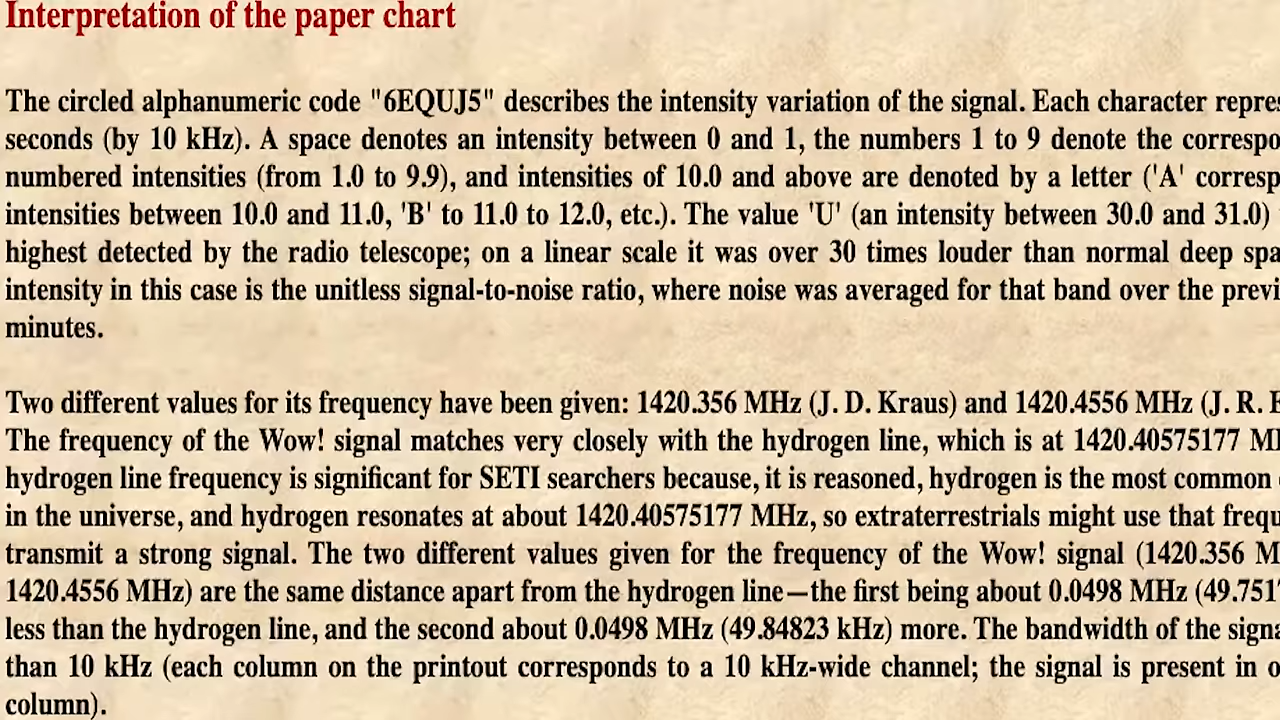 Interpretation of the paper chart
The circled alphanumeric code "6EQUJ5" describes the intensity variation of the signal. Each character
seconds (by 10 kHz). A space denotes an intensity between 0 and 1, the numbers 1 to 9 denote the
numbered intensities (from 1.0 to 9.9), and intensities of 10.0 and above are denoted by a letter ('A'
intensities between 10.0 and 11.0, 'B' to 11.0 to 12.0, etc.). The value 'U' (an intensity between 30.0 and 31.0)
highest detected by the radio telescope; on a linear scale it was over 30 times louder than normal deep
intensity in this case is the unitless signal-to-noise ratio, where noise was averaged for that band over the
minutes.
Two different values for its frequency have been given: 1420.356 MHz (J. D. Kraus) and 1420.4556 MHz (J. R.
The frequency of the Wow! signal matches very closely with the hydrogen line, which is at 1420.40575177
hydrogen line frequency is significant for SETI searchers because, it is reasoned, hydrogen is the most common
in the universe, and hydrogen resonates at about 1420.40575177 MHz, so extraterrestrials might use that
transmit a strong signal. The two different values given for the frequency of the Wow! signal (1420.356
1420.4556 MHz) are the same distance apart from the hydrogen line—the first being about 0.0498 MHz
less than the hydrogen line, and the second about 0.0498 MHz (49.84823 kHz) more. The bandwidth of the
than 10 kHz (each column on the printout corresponds to a 10 kHz-wide channel; the signal is present in
column).